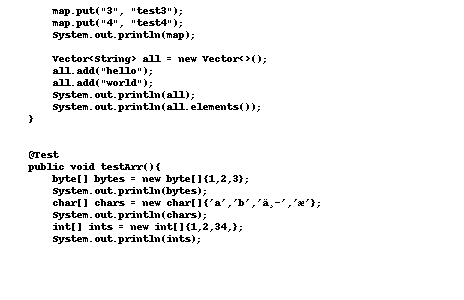 map.put("3", "test3");
map.put("4", "test4");
System.out.println(map);
Vector<String> all = new Vector<>();
all.add("hello");
all.add("world");
System.out.println(all);
System.out.println(all.elements());
}
@Test
public void testArr(){
byte[] bytes = new byte[]{1,2,3};
System.out.println(bytes);
char[] chars = new char[]{'a','b','ä¸­','æ'};
System.out.println(chars);
int[] ints = new int[]{1,2,34,};
System.out.println(ints);